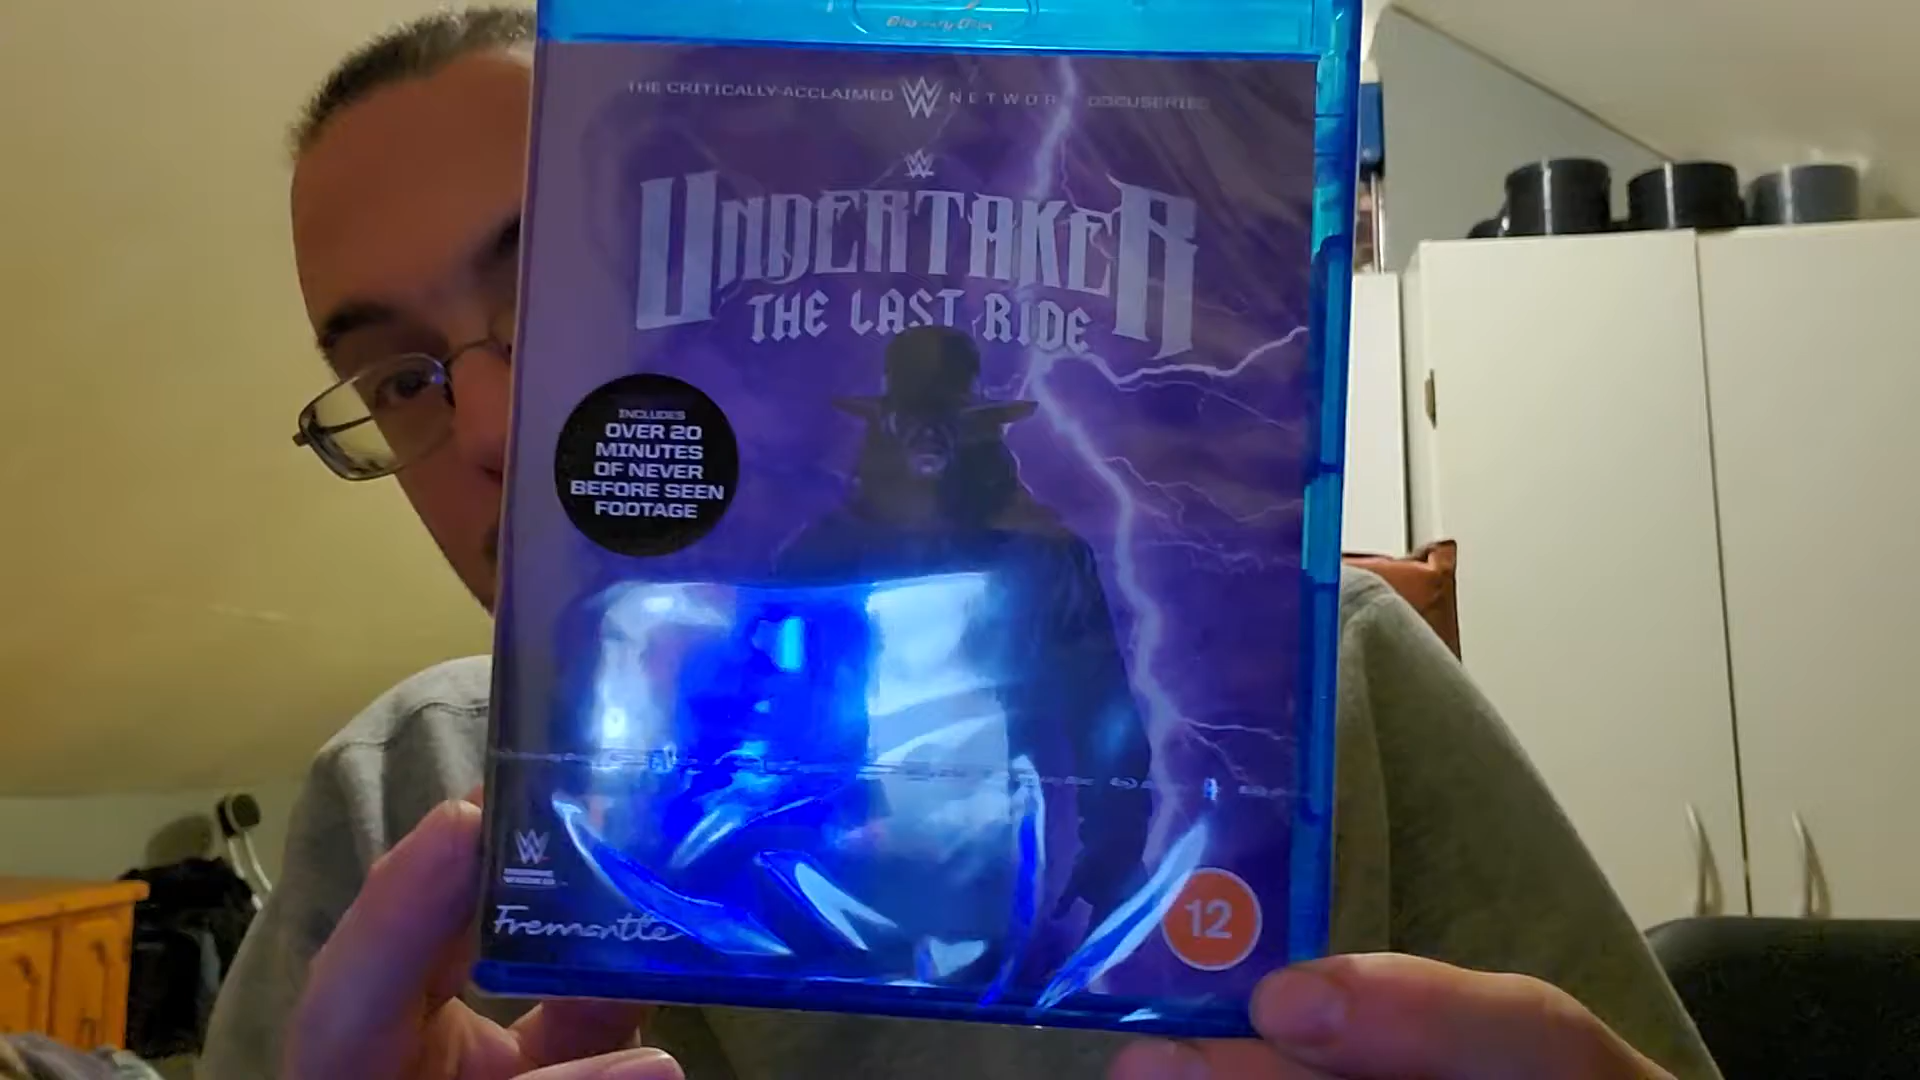 Blu-ray Disc
THE CRITICALLY-ACCLAIMED W NETWORK DOCUSERIES
W
UNDERTAKER
THE LAST RIDE
INCLUDES
OVER 20
MINUTES
OF NEVER
BEFORE SEEN
FOOTAGE
W
Fremantle
12